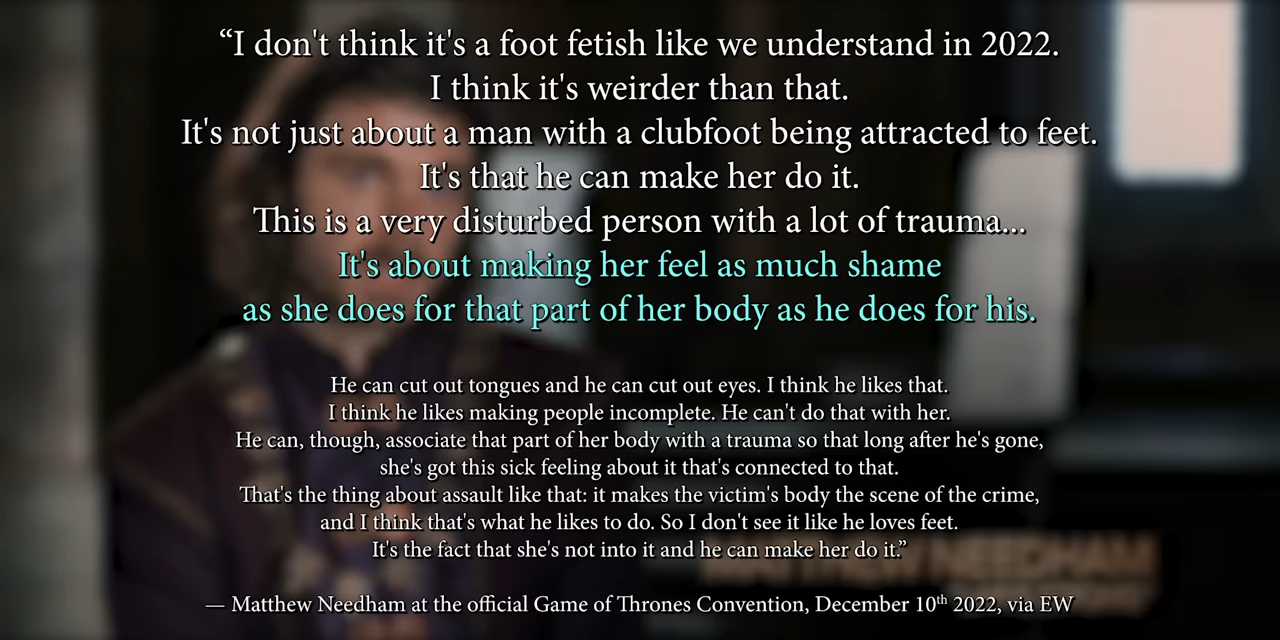 “I don't think it's a foot fetish like we understand in 2022.
I think it's weirder than that.
It's not just about a man with a clubfoot being attracted to feet.
It's that he can make her do it.
This is a very disturbed person with a lot of trauma...
It's about making her feel as much shame
as she does for that part of her body as he does for his.
He can cut out tongues and he can cut out eyes. I think he likes that.
I think he likes making people incomplete. He can't do that with her.
He can, though, associate that part of her body with a trauma so that long after he's gone,
she's got this sick feeling about it that's connected to that.
That's the thing about assault like that: it makes the victim's body the scene of the crime,
and I think that's what he likes to do. So I don't see it like he loves feet.
It's the fact that she's not into it and he can make her do it.”
MATTHEW NEEDHAM
— Matthew Needham at the official Game of Thrones Convention, December 10th 2022, via EW